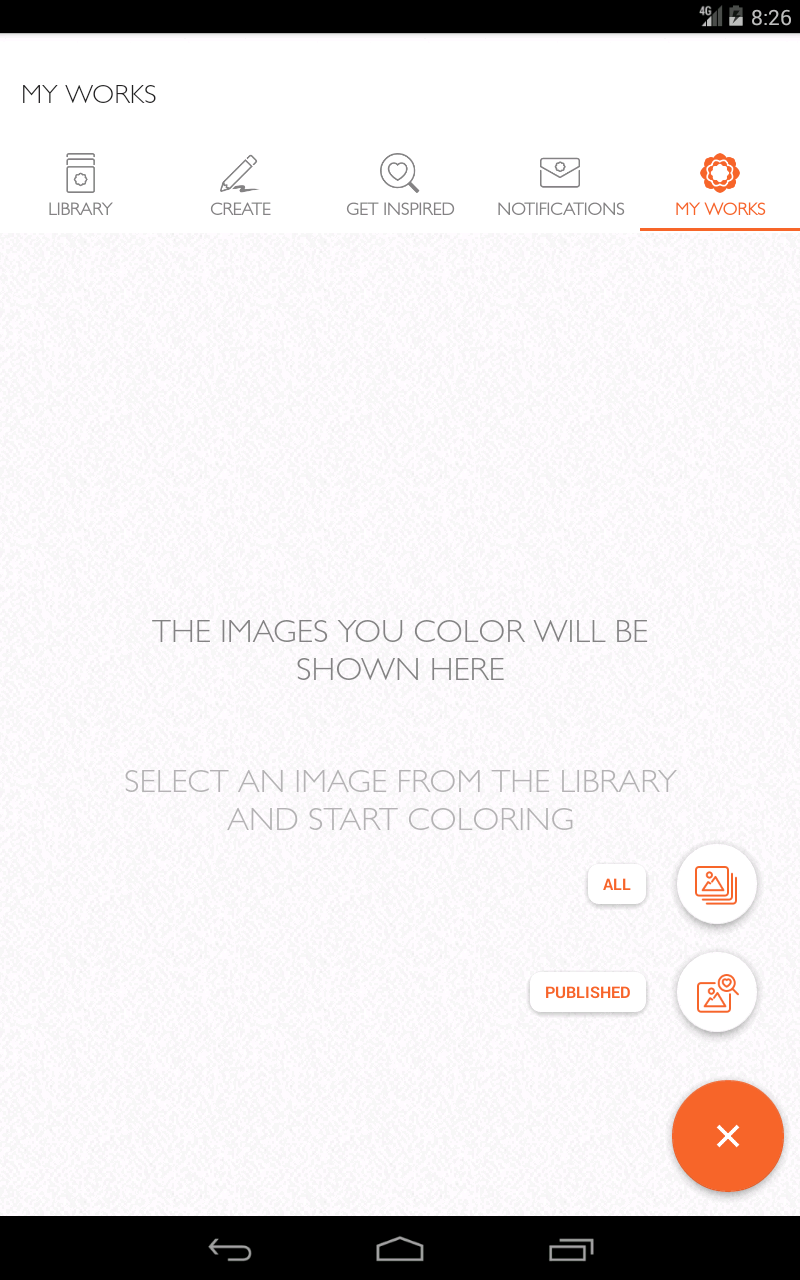 4G 8:26
MY WORKS
LIBRARY
CREATE
GET INSPIRED
NOTIFICATIONS
MY WORKS
THE IMAGES YOU COLOR WILL BE
SHOWN HERE
SELECT AN IMAGE FROM THE LIBRARY
AND START COLORING
ALL
PUBLISHED